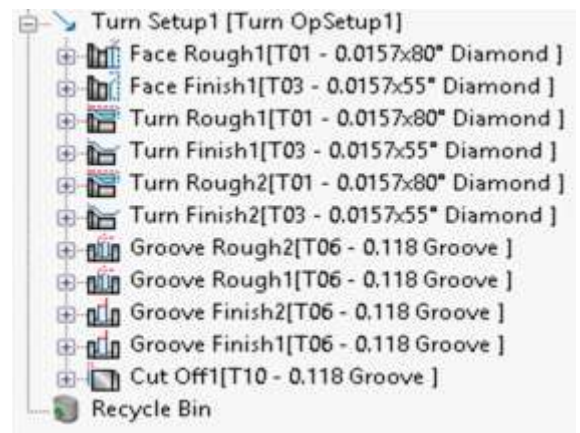 Turn Setup1 [Turn OpSetup1]
Face Rough1[T01 - 0.0157x80° Diamond ]
Face Finish1[T03 - 0.0157x55° Diamond ]
Turn Rough1[T01 - 0.0157x80° Diamond ]
Turn Finish1[T03 - 0.0157x55° Diamond ]
Turn Rough2[T01 - 0.0157x80° Diamond ]
Turn Finish2[T03 - 0.0157x55° Diamond ]
Groove Rough2[T06 - 0.118 Groove ]
Groove Rough1[T06 - 0.118 Groove ]
Groove Finish2[T06 - 0.118 Groove ]
Groove Finish1[T06 - 0.118 Groove ]
Cut Off1[T10 - 0.118 Groove ]
Recycle Bin